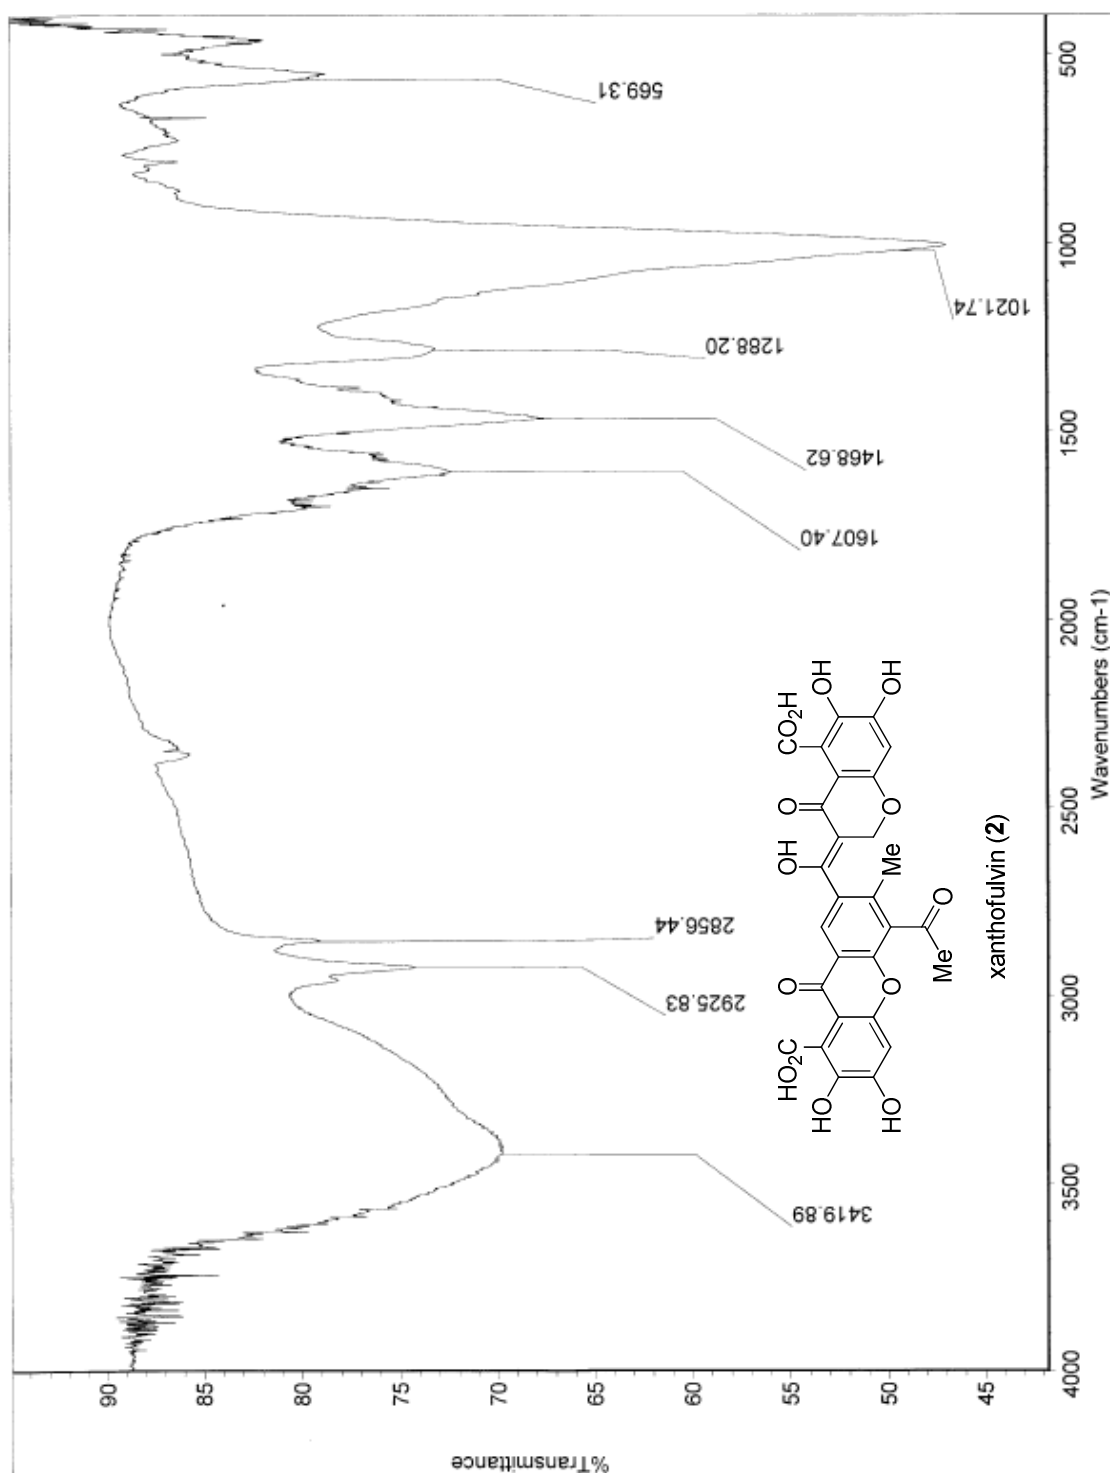 %Transmittance
90
85
80
75
70
65
60
55
50
45
4000
3500
3000
2500
2000
1500
1000
500
Wavenumbers (cm-1)
3419.89
2925.83
2856.44
1607.40
1468.62
1288.20
1021.74
569.31
HO₂C
O
OH
O
CO₂H
HO
OH
HO
O
Me
O
OH
Me
O
xanthofulvin (2)